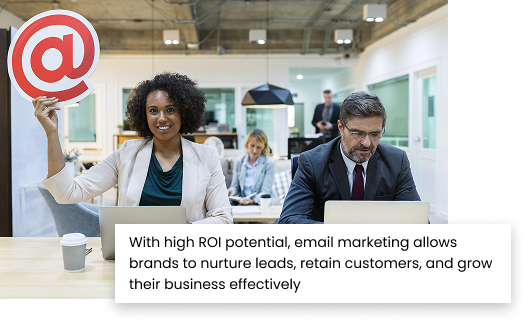 @
With high ROI potential, email marketing allows
brands to nurture leads, retain customers, and grow
their business effectively